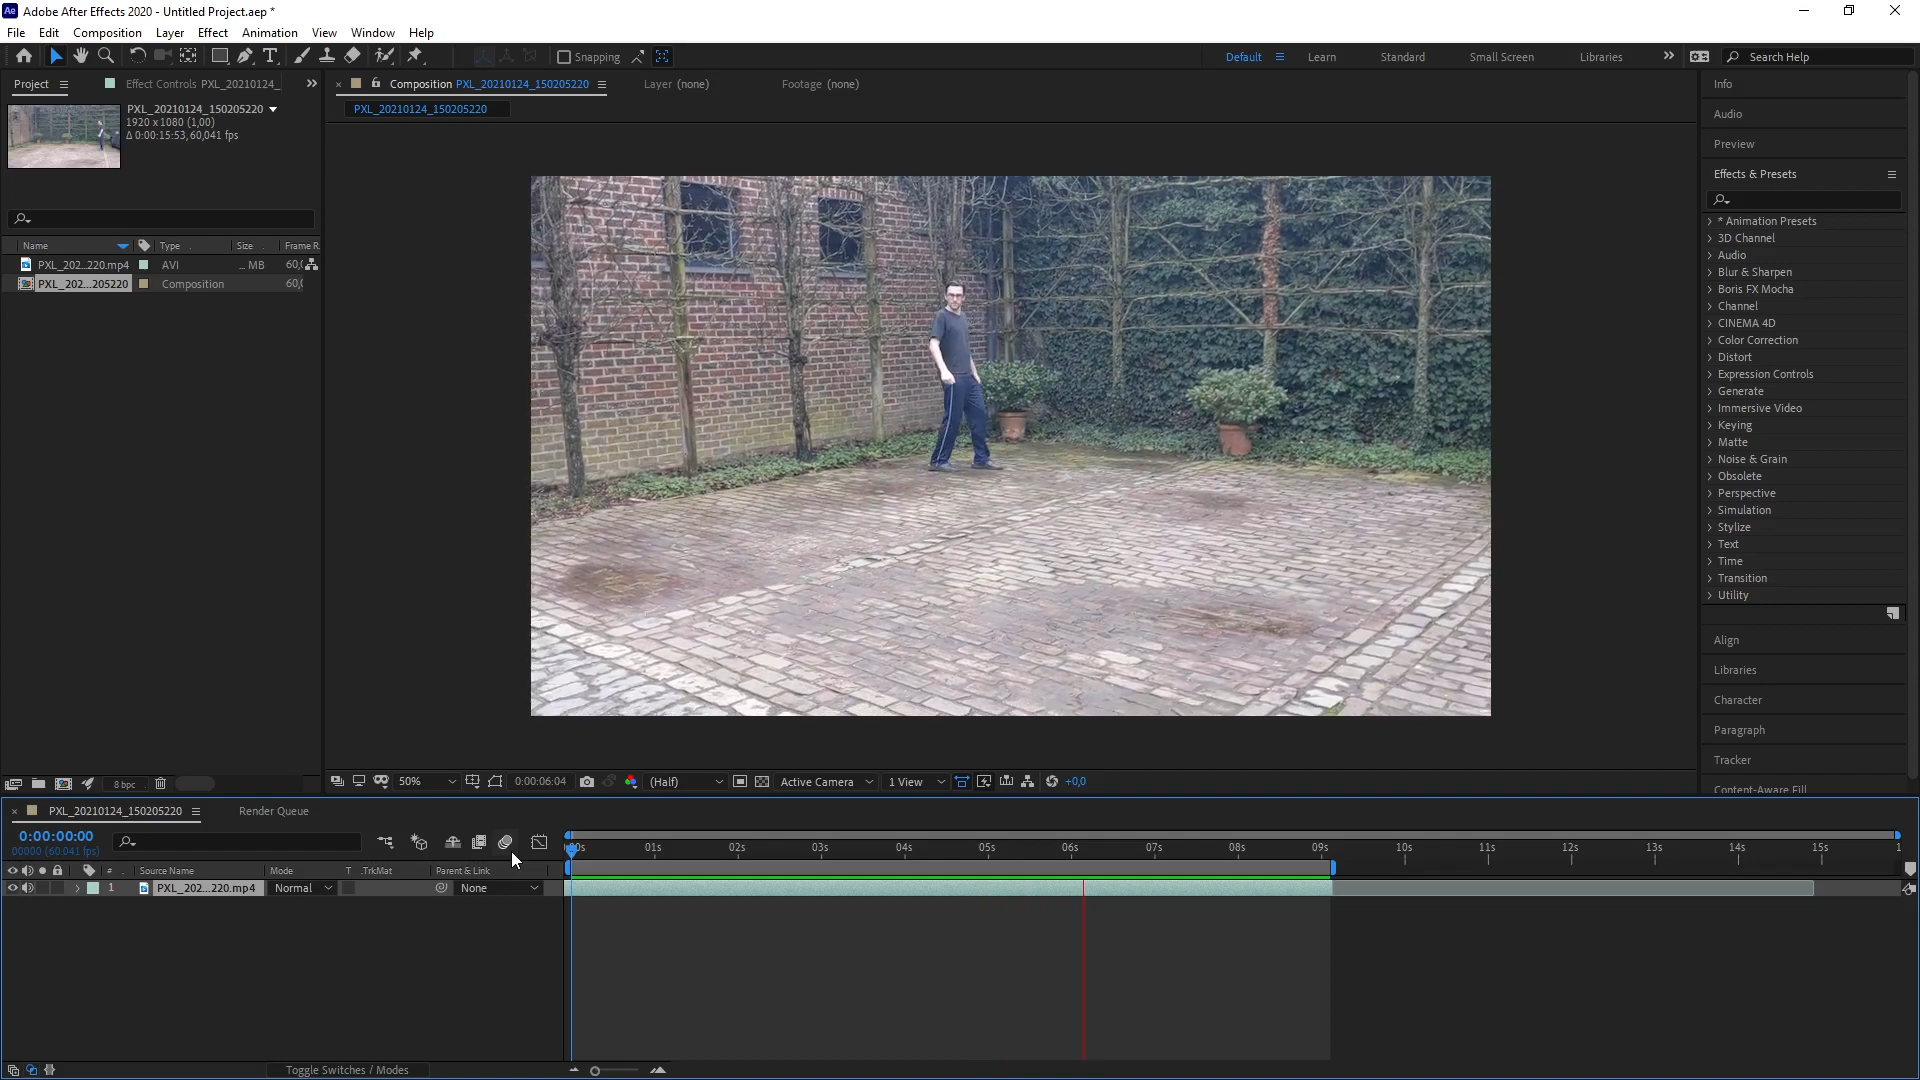 Adobe After Effects 2020 - Untitled Project.aep *
File Edit Composition Layer Effect Animation View Window Help
Snapping
Default Learn Standard Small Screen Libraries Search Help
Project Effect Controls PXL_20210124_
Composition PXL_20210124_150205220 Layer (none) Footage (none)
PXL_20210124_150205220
PXL_20210124_150205220
1920 x 1080 (1,00)
Δ 0:00:15:53, 60,041 fps
Name Type Size Frame R
PXL_202...220.mp4 AVI ... MB 60,(
PXL_202...205220 Composition 60,(
Info
Audio
Preview
Effects & Presets
* Animation Presets
3D Channel
Audio
Blur & Sharpen
Boris FX Mocha
Channel
CINEMA 4D
Color Correction
Distort
Expression Controls
Generate
Immersive Video
Keying
Matte
Noise & Grain
Obsolete
Perspective
Simulation
Stylize
Text
Time
Transition
Utility
Align
Libraries
Character
Paragraph
Tracker
Content-Aware Fill
8 bpc
50% 0:00:06:04 (Half) Active Camera 1 View +0,0
PXL_20210124_150205220 Render Queue
0:00:00:00
00000 (60.041 fps)
00s 01s 02s 03s 04s 05s 06s 07s 08s 09s 10s 11s 12s 13s 14s 15s 1
# Source Name Mode T .TrkMat Parent & Link
1 PXL_202...220.mp4 Normal None
Toggle Switches / Modes